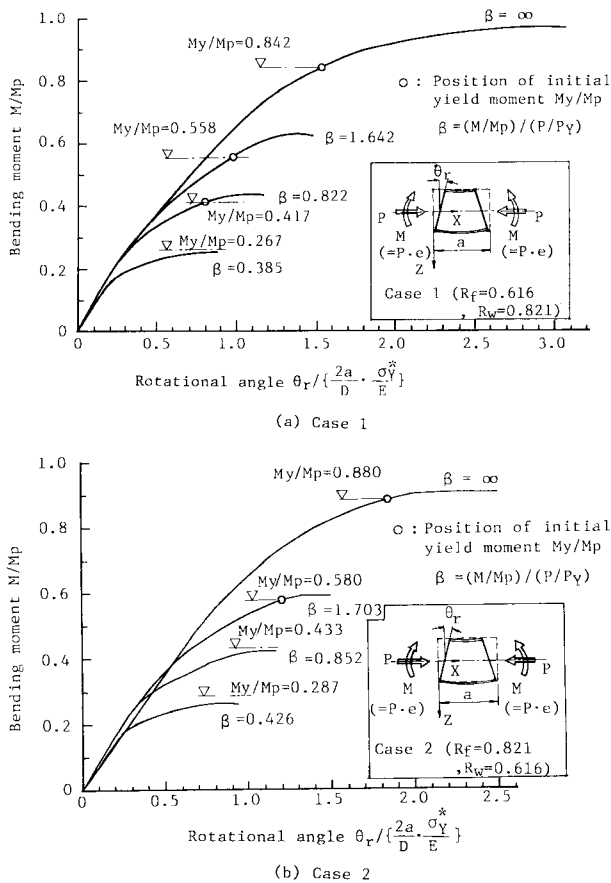 1.0
0.8
0.6
0.4
0.2
0
Bending moment M/Mp
β = ∞
My/Mp=0.842
o : Position of initial
yield moment My/Mp
β =(M/Mp)/(P/PY)
My/Mp=0.558
β=1.642
β=0.822
My/Mp=0.417
My/Mp=0.267
β=0.385
θr
P X P
M a M
(=P·e) Z (=P·e)
Case 1 (Rf=0.616
, Rw=0.821)
0 0.5 1.0 1.5 2.0 2.5 3.0
Rotational angle θr/{2a/D · σY*/E}
(a) Case 1
1.0
0.8
0.6
0.4
0.2
0
Bending moment M/Mp
My/Mp=0.880
β = ∞
o : Position of initial
yield moment My/Mp
β =(M/Mp)/(P/PY)
My/Mp=0.580
β=1.703
My/Mp=0.433
β=0.852
My/Mp=0.287
β=0.426
θr
P X P
M a M
(=P·e) Z (=P·e)
Case 2 (Rf=0.821
,Rw=0.616)
0 0.5 1.0 1.5 2.0 2.5
Rotational angle θr/{2a/D · σY*/E}
(b) Case 2